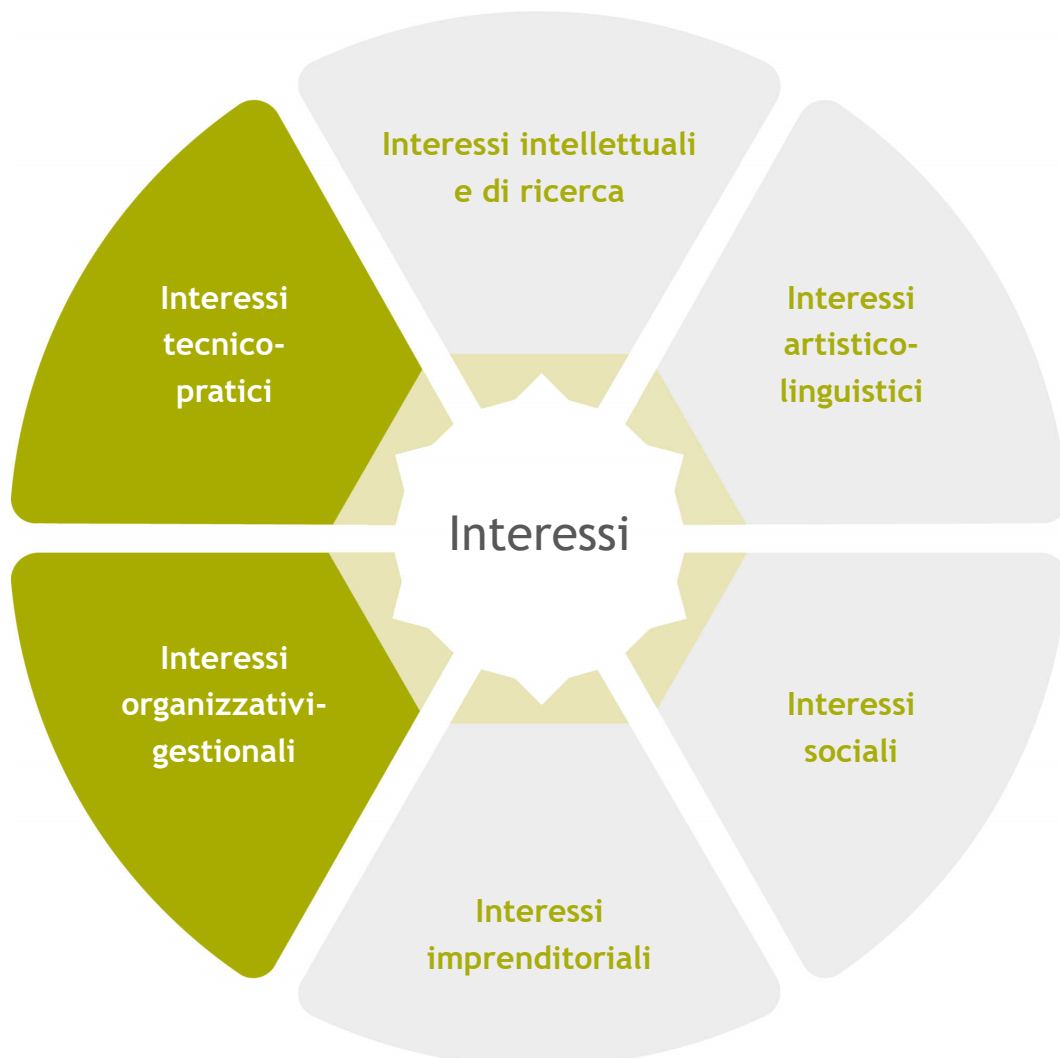 Interessi intellettuali
e di ricerca
Interessi
tecnico-
pratici
Interessi
artistico-
linguistici
Interessi
Interessi
organizzativi-
gestionali
Interessi
sociali
Interessi
imprenditoriali